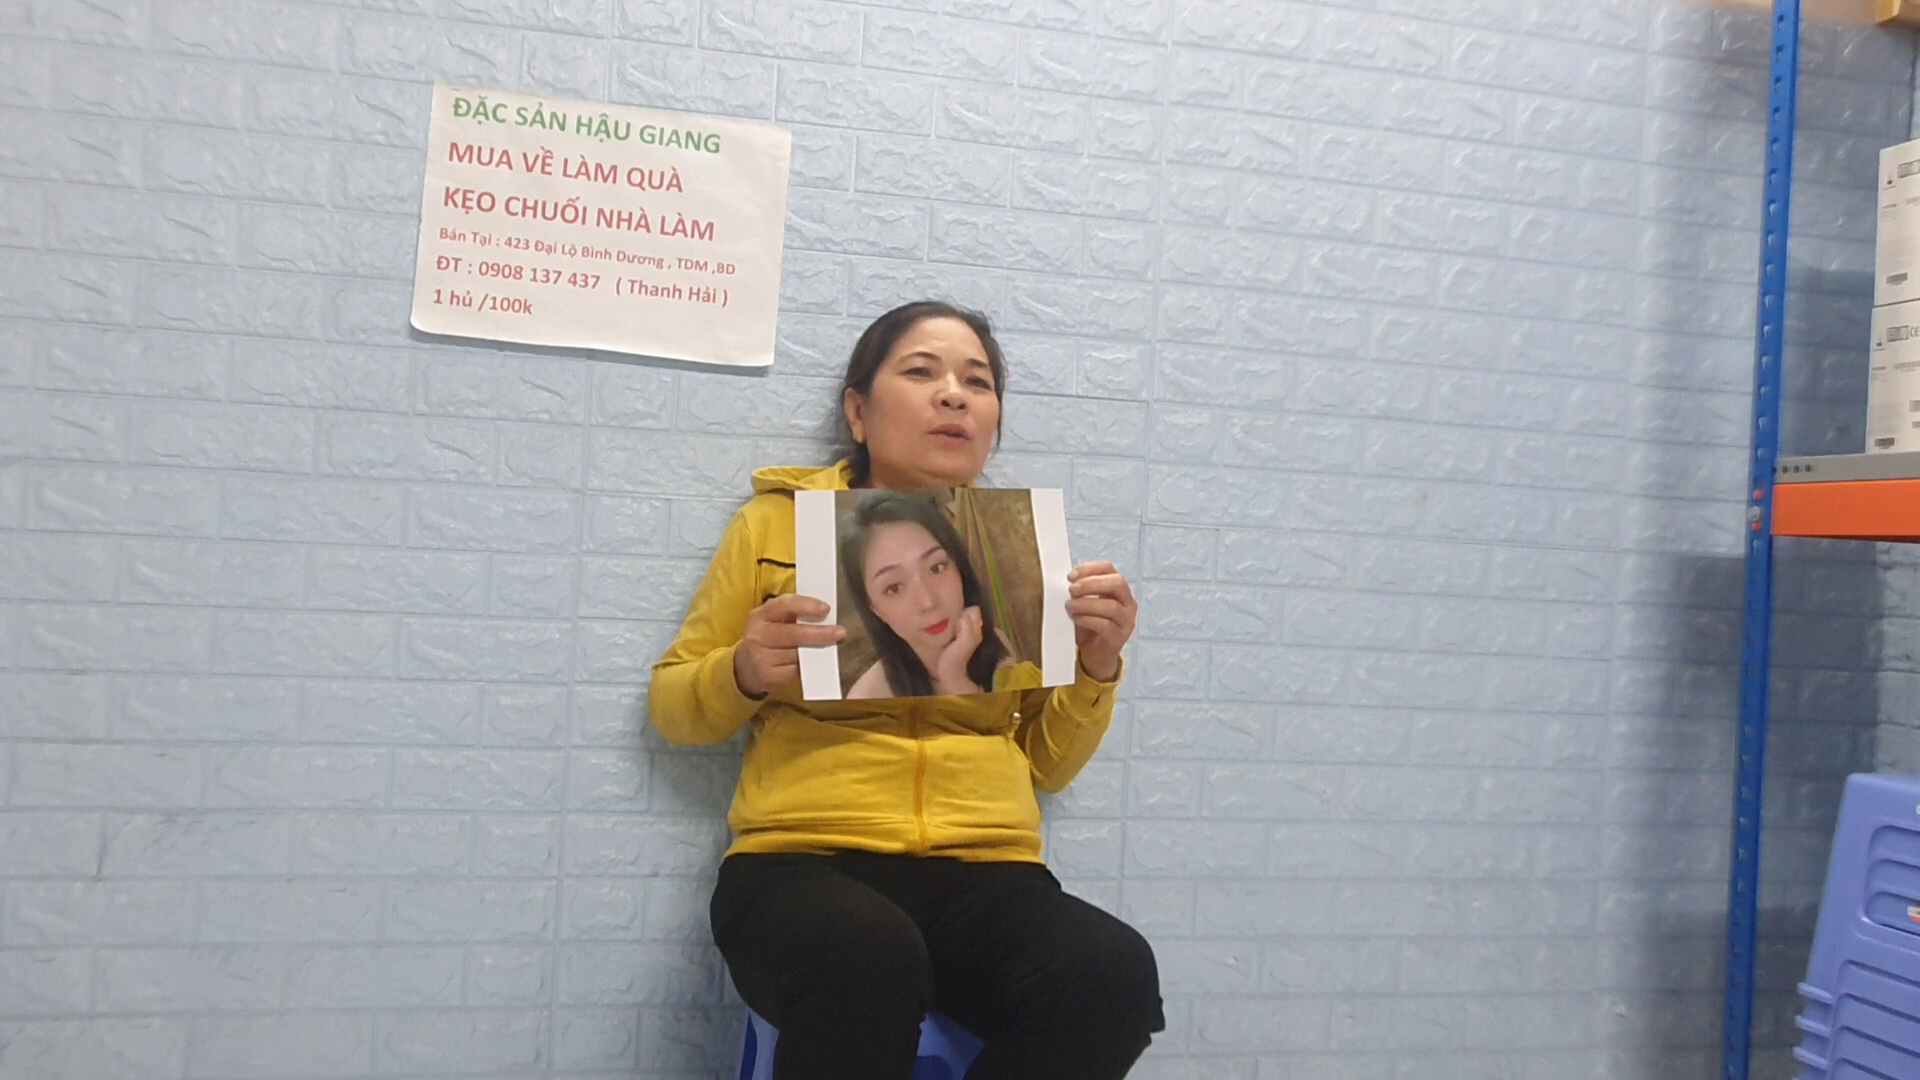 ĐẶC SẢN HẬU GIANG
MUA VỀ LÀM QUÀ
KẸO CHUỐI NHÀ LÀM
Bán Tại : 423 Đại Lộ Bình Dương , TDM ,BD
ĐT : 0908 137 437 ( Thanh Hải )
1 hủ /100k